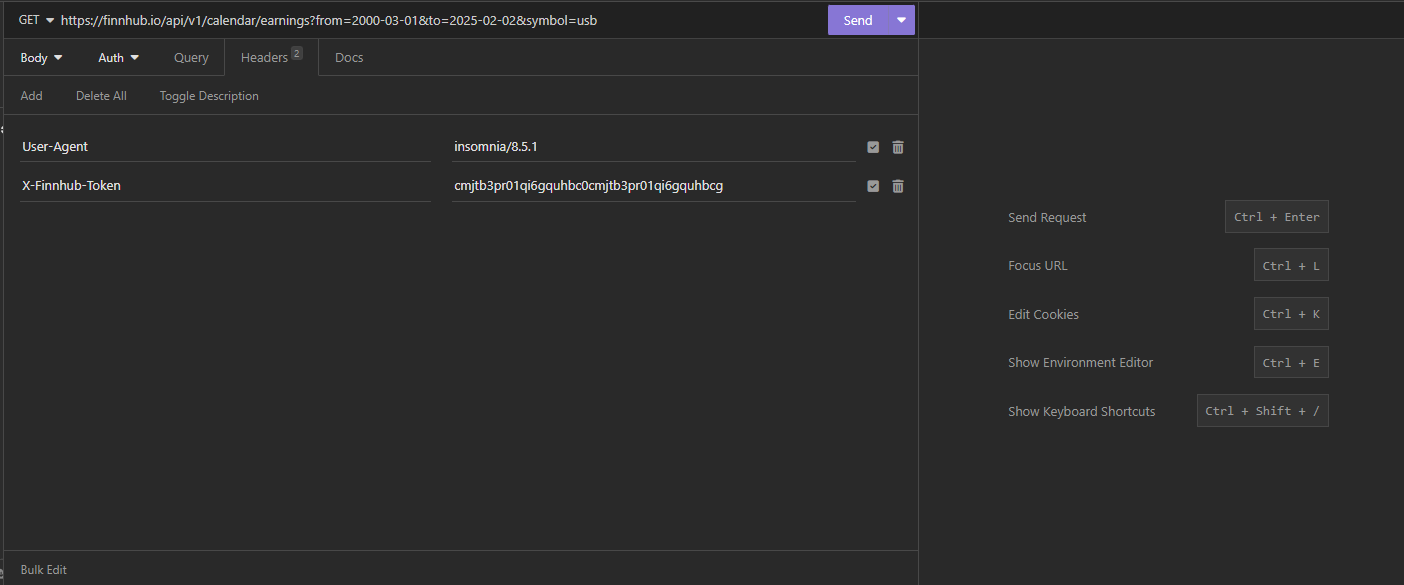 GET https://finnhub.io/api/v1/calendar/earnings?from=2000-03-01&to=2025-02-02&symbol=usb Send
Body Auth Query Headers 2 Docs
Add Delete All Toggle Description
User-Agent insomnia/8.5.1
X-Finnhub-Token cmjtb3pr01qi6gquhbc0cmjtb3pr01qi6gquhbcg
Send Request Ctrl + Enter
Focus URL Ctrl + L
Edit Cookies Ctrl + K
Show Environment Editor Ctrl + E
Show Keyboard Shortcuts Ctrl + Shift + /
Bulk Edit